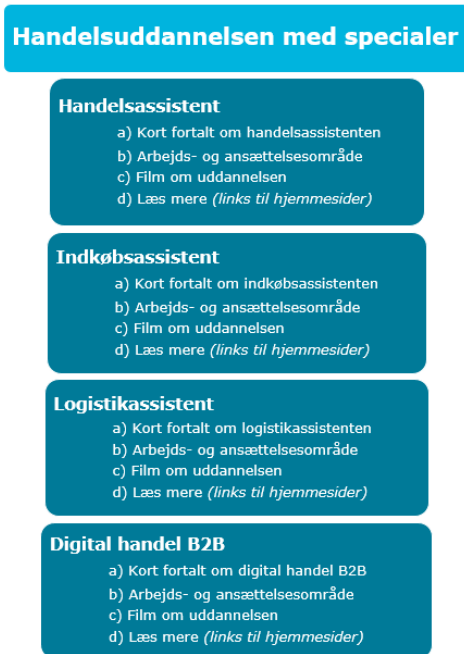 Handelsuddannelsen med specialer
Handelsassistent
a) Kort fortalt om handelsassistenten
b) Arbejds- og ansættelsesområde
c) Film om uddannelsen
d) Læs mere (links til hjemmesider)
Indkøbsassistent
a) Kort fortalt om indkøbsassistenten
b) Arbejds- og ansættelsesområde
c) Film om uddannelsen
d) Læs mere (links til hjemmesider)
Logistikassistent
a) Kort fortalt om logistikassistenten
b) Arbejds- og ansættelsesområde
c) Film om uddannelsen
d) Læs mere (links til hjemmesider)
Digital handel B2B
a) Kort fortalt om digital handel B2B
b) Arbejds- og ansættelsesområde
c) Film om uddannelsen
d) Læs mere (links til hjemmesider)